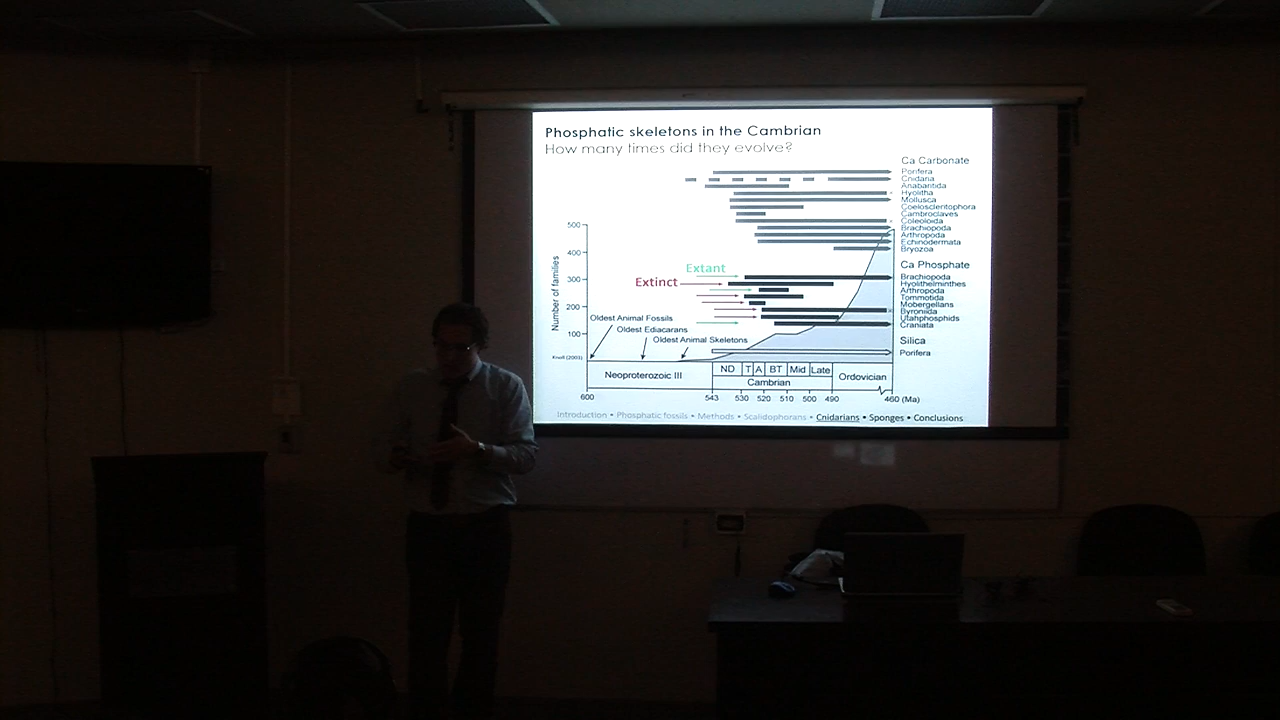 Phosphatic skeletons in the Cambrian
How many times did they evolve?
Ca Carbonate
Porifera
Cnidaria
Anabaritida
Hyolitha
Mollusca
Coeloscleritophora
Cambroclaves
Coleoloida
Brachiopoda
Arthropoda
Echinodermata
Bryozoa
Ca Phosphate
Brachiopoda
Hyolithelminthes
Arthropoda
Tommotida
Mobergellans
Byroniida
Utahphosphids
Craniata
Silica
Porifera
Extant
Extinct
Number of families
500
400
300
200
100
Knoll (2003)
Oldest Animal Fossils
Oldest Ediacarans
Oldest Animal Skeletons
Neoproterozoic III
ND T A BT Mid Late
Cambrian
Ordovician
600 543 530 520 510 500 490 460 (Ma)
Introduction • Phosphatic fossils • Methods • Scalidophorans • Cnidarians • Sponges • Conclusions